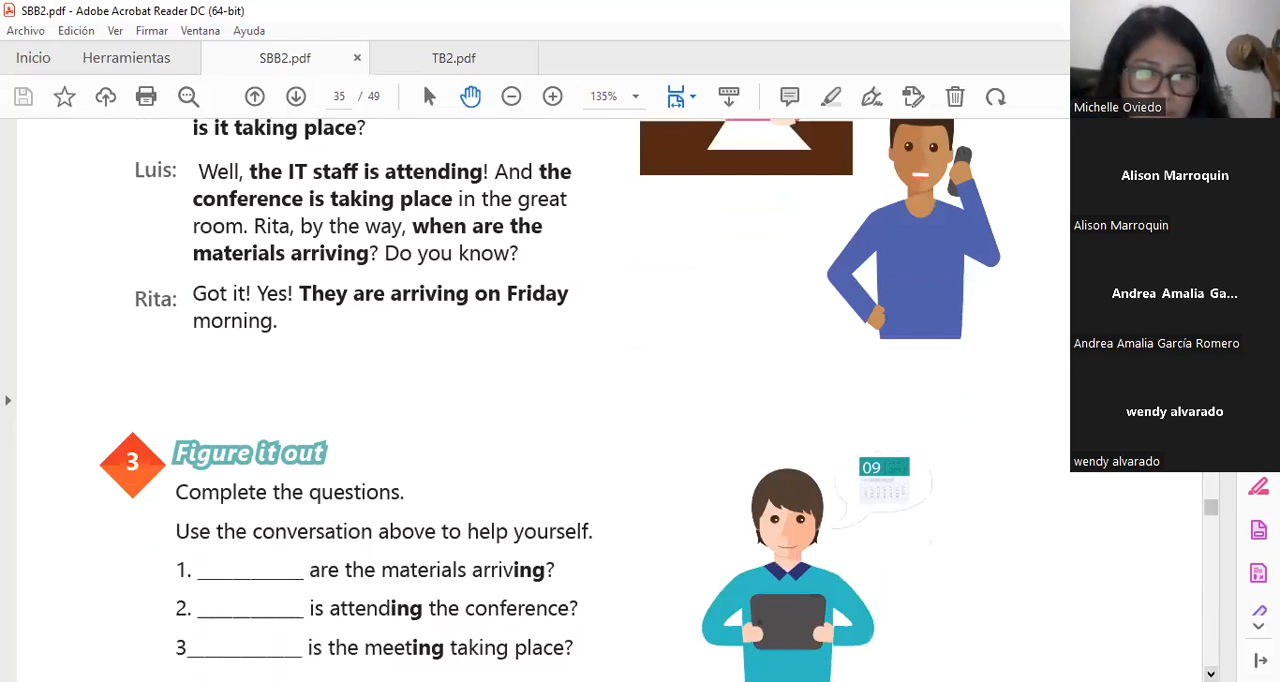 SBB2.pdf - Adobe Acrobat Reader DC (64-bit)
Archivo Edición Ver Firmar Ventana Ayuda
Inicio Herramientas SBB2.pdf × TB2.pdf
35 / 49 135%
is it taking place?
Luis: Well, the IT staff is attending! And the
conference is taking place in the great
room. Rita, by the way, when are the
materials arriving? Do you know?
Rita: Got it! Yes! They are arriving on Friday
morning.
3 Figure it out
09
Complete the questions.
Use the conversation above to help yourself.
1. __________ are the materials arriving?
2. __________ is attending the conference?
3___________ is the meeting taking place?
Michelle Oviedo
Alison Marroquin
Alison Marroquin
Andrea Amalia Ga...
Andrea Amalia García Romero
wendy alvarado
wendy alvarado